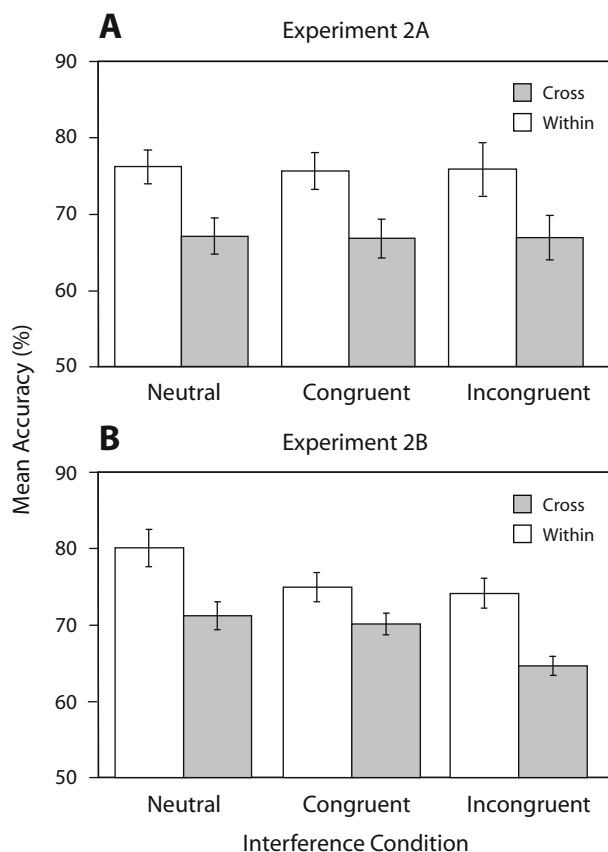 A
Experiment 2A
90
80
70
60
50
Cross
Within
Neutral
Congruent
Incongruent
B
Experiment 2B
90
80
70
60
50
Cross
Within
Neutral
Congruent
Incongruent
Mean Accuracy (%)
Interference Condition